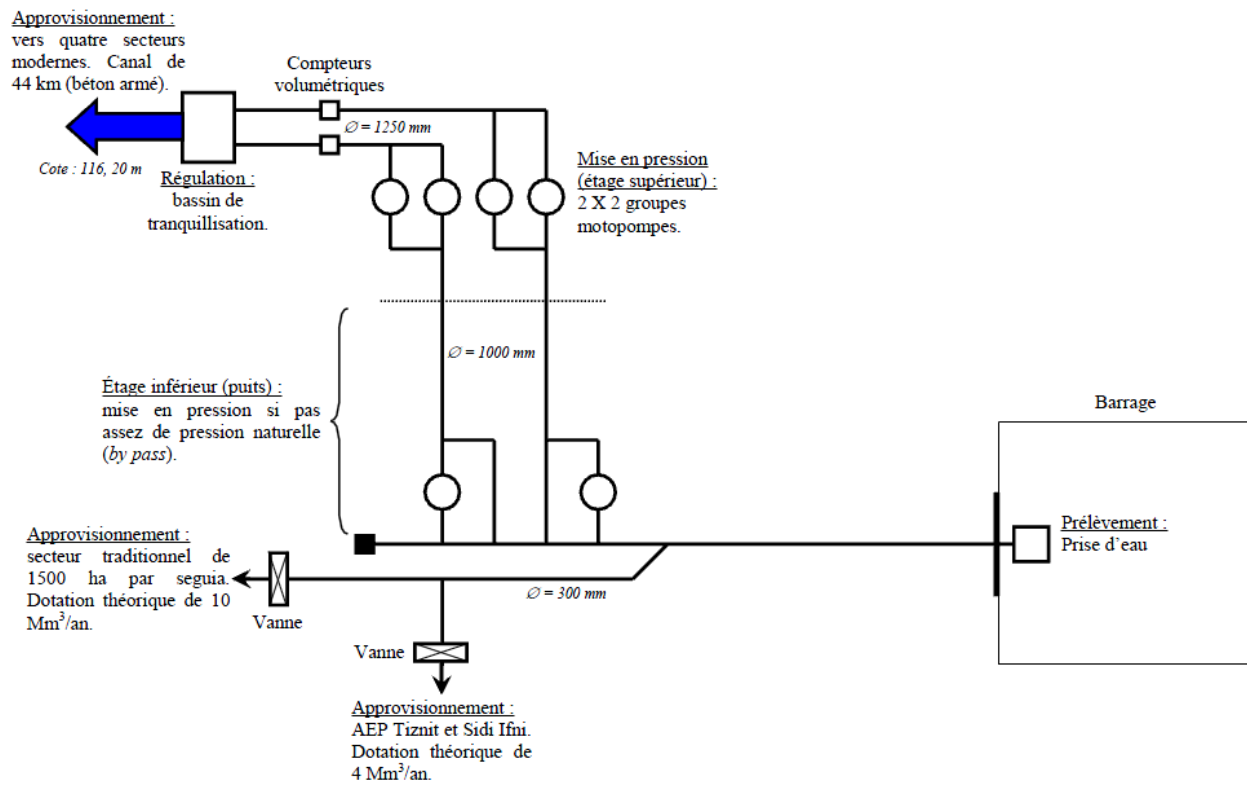 Approvisionnement :
vers quatre secteurs
modernes. Canal de
44 km (béton armé).
Compteurs
volumétriques
∅ = 1250 mm
Cote : 116, 20 m
Régulation :
bassin de
tranquillisation.
Mise en pression
(étage supérieur) :
2 X 2 groupes
motopompes.
∅ = 1000 mm
Étage inférieur (puits) :
mise en pression si pas
assez de pression naturelle
(by pass).
Barrage
Prélèvement :
Prise d’eau
Approvisionnement :
secteur traditionnel de
1500 ha par seguia.
Dotation théorique de 10
Mm³/an.
Vanne
∅ = 300 mm
Vanne
Approvisionnement :
AEP Tiznit et Sidi Ifni.
Dotation théorique de
4 Mm³/an.